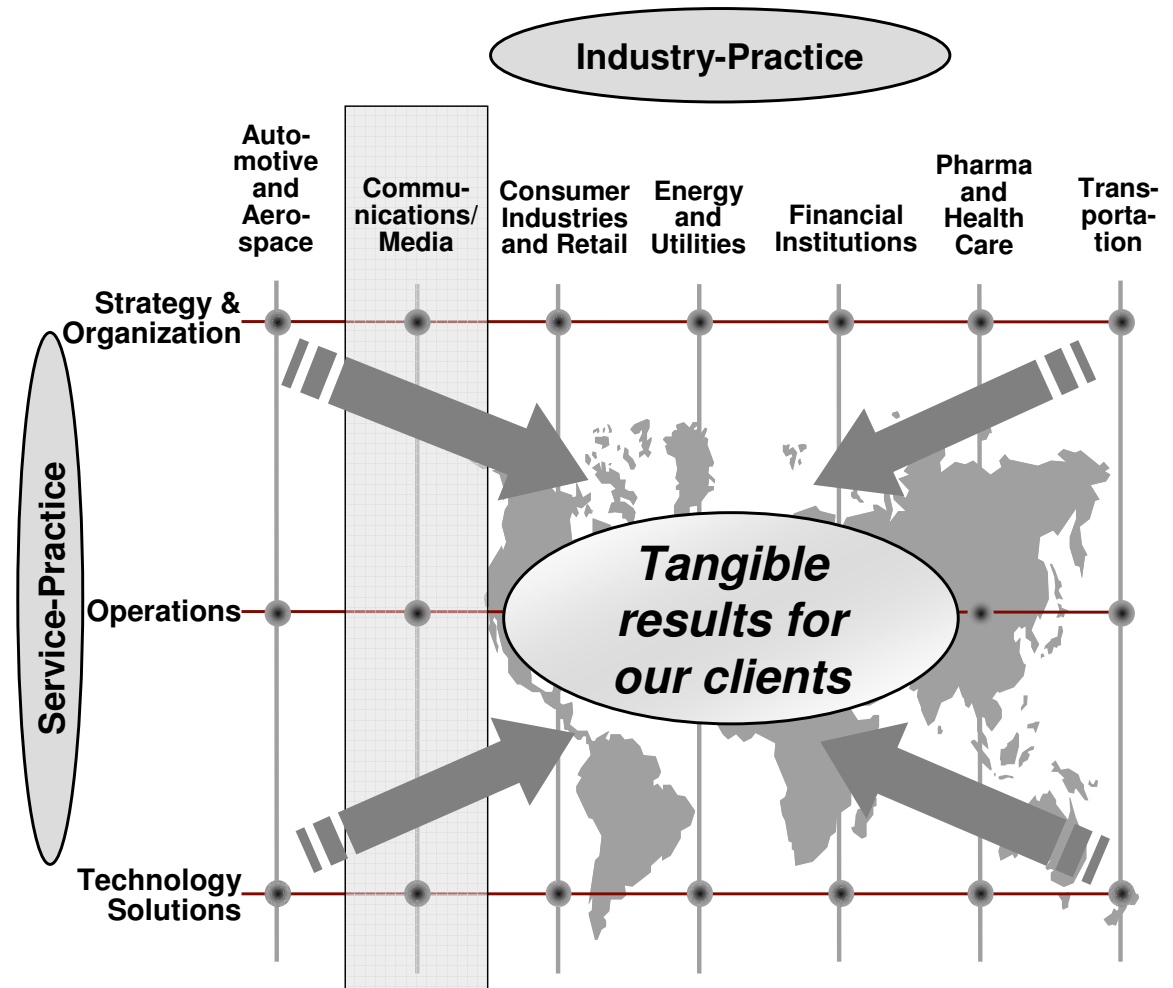 Industry-Practice
Auto-
motive
and
Aero-
space
Commu-
nications/
Media
Consumer
Industries
and Retail
Energy
and
Utilities
Financial
Institutions
Pharma
and
Health
Care
Trans-
porta-
tion
Strategy &
Organization
Service-Practice
Operations
Tangible
results for
our clients
Technology
Solutions